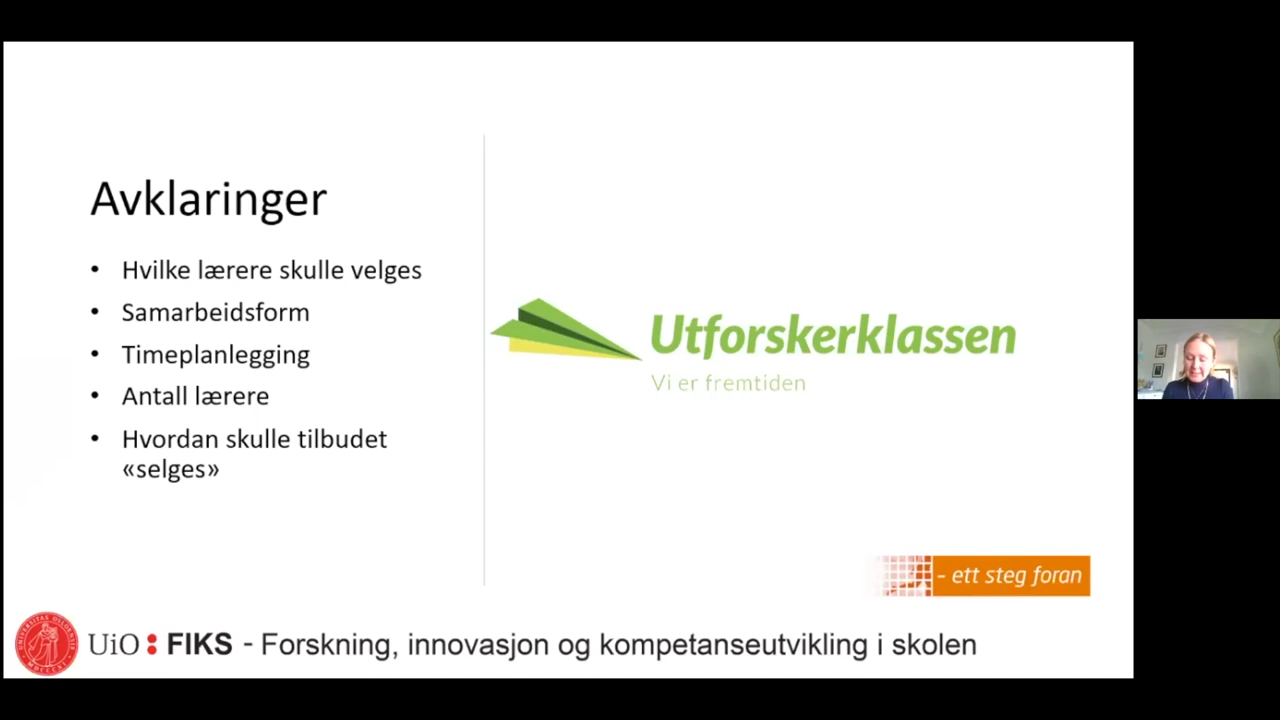 Avklaringer
• Hvilke lærere skulle velges
• Samarbeidsform
• Timeplanlegging
• Antall lærere
• Hvordan skulle tilbudet
«selges»
Utforskerklassen
Vi er fremtiden
- ett steg foran
UiO : FIKS - Forskning, innovasjon og kompetanseutvikling i skolen